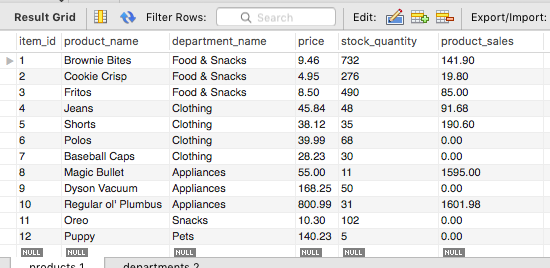 Result Grid Filter Rows: Search Edit: Export/Import:
item_id product_name department_name price stock_quantity product_sales
1 Brownie Bites Food & Snacks 9.46 732 141.90
2 Cookie Crisp Food & Snacks 4.95 276 19.80
3 Fritos Food & Snacks 8.50 490 85.00
4 Jeans Clothing 45.84 48 91.68
5 Shorts Clothing 38.12 35 190.60
6 Polos Clothing 39.99 68 0.00
7 Baseball Caps Clothing 28.23 30 0.00
8 Magic Bullet Appliances 55.00 11 1595.00
9 Dyson Vacuum Appliances 168.25 50 0.00
10 Regular ol' Plumbus Appliances 800.99 31 1601.98
11 Oreo Snacks 10.30 102 0.00
12 Puppy Pets 140.23 5 0.00
NULL NULL NULL NULL NULL NULL
products 1 departments 2